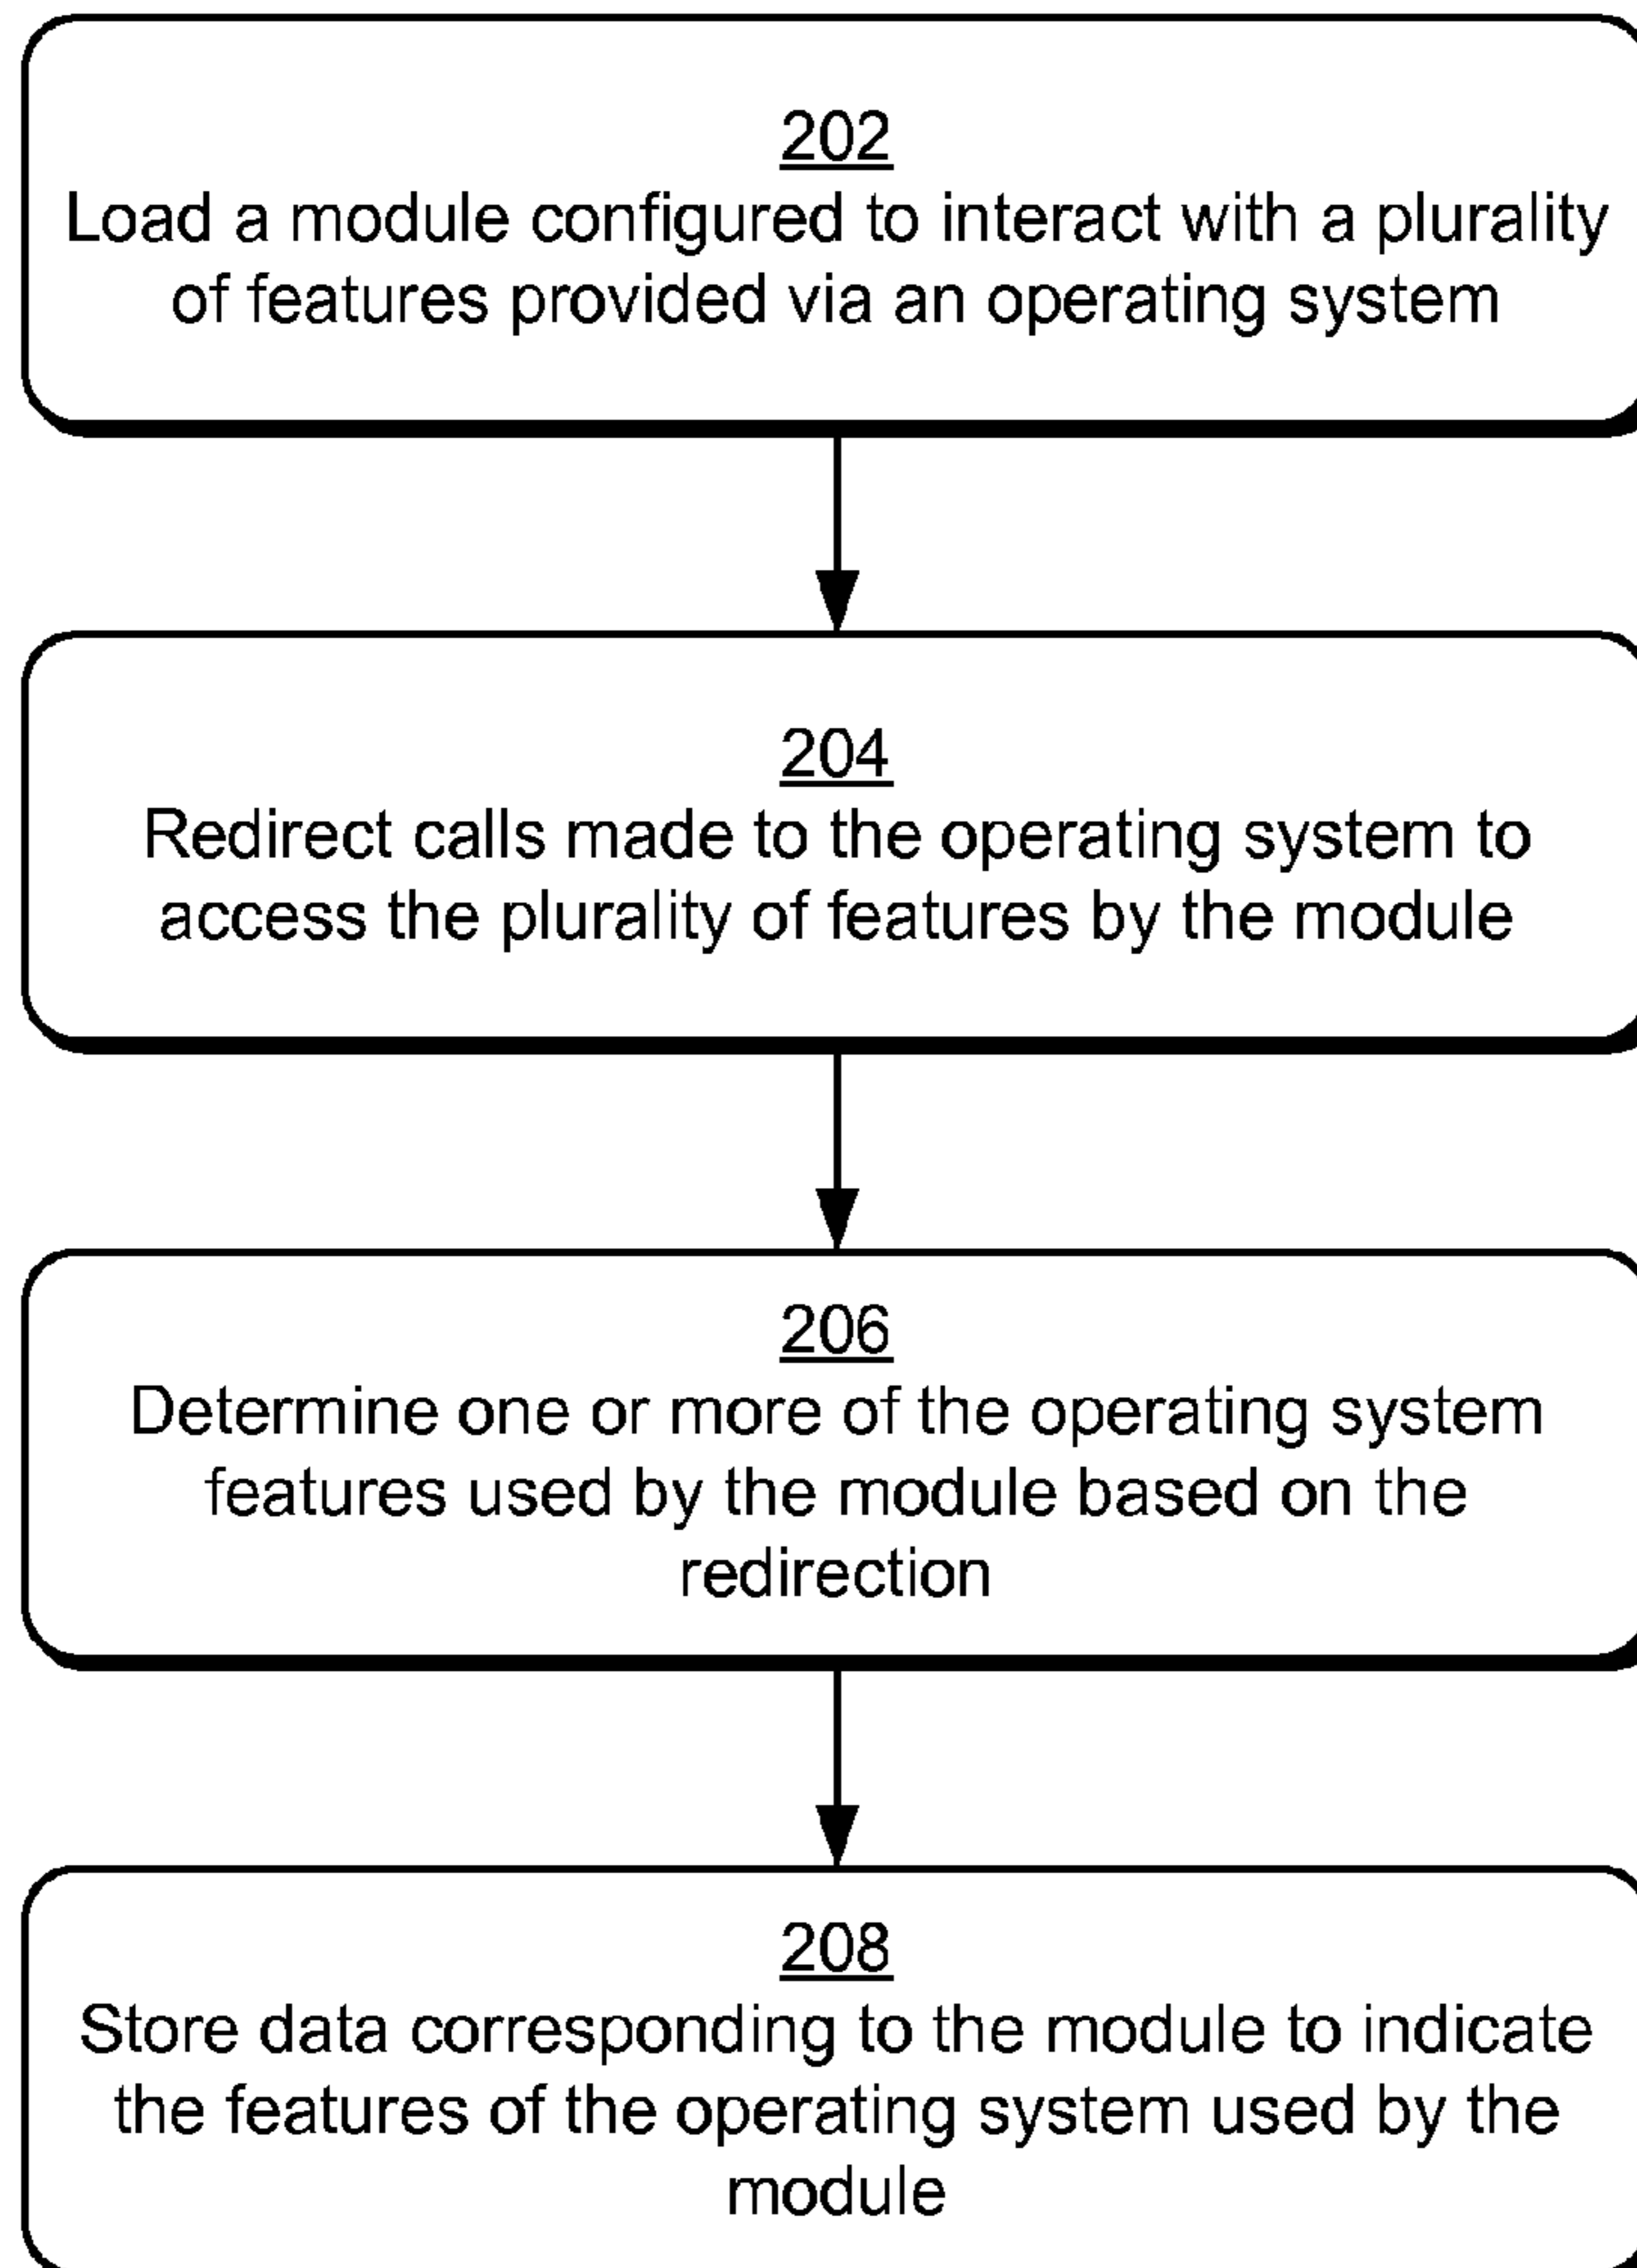 202
Load a module configured to interact with a plurality
of features provided via an operating system
204
Redirect calls made to the operating system to
access the plurality of features by the module
206
Determine one or more of the operating system
features used by the module based on the
redirection
208
Store data corresponding to the module to indicate
the features of the operating system used by the
module